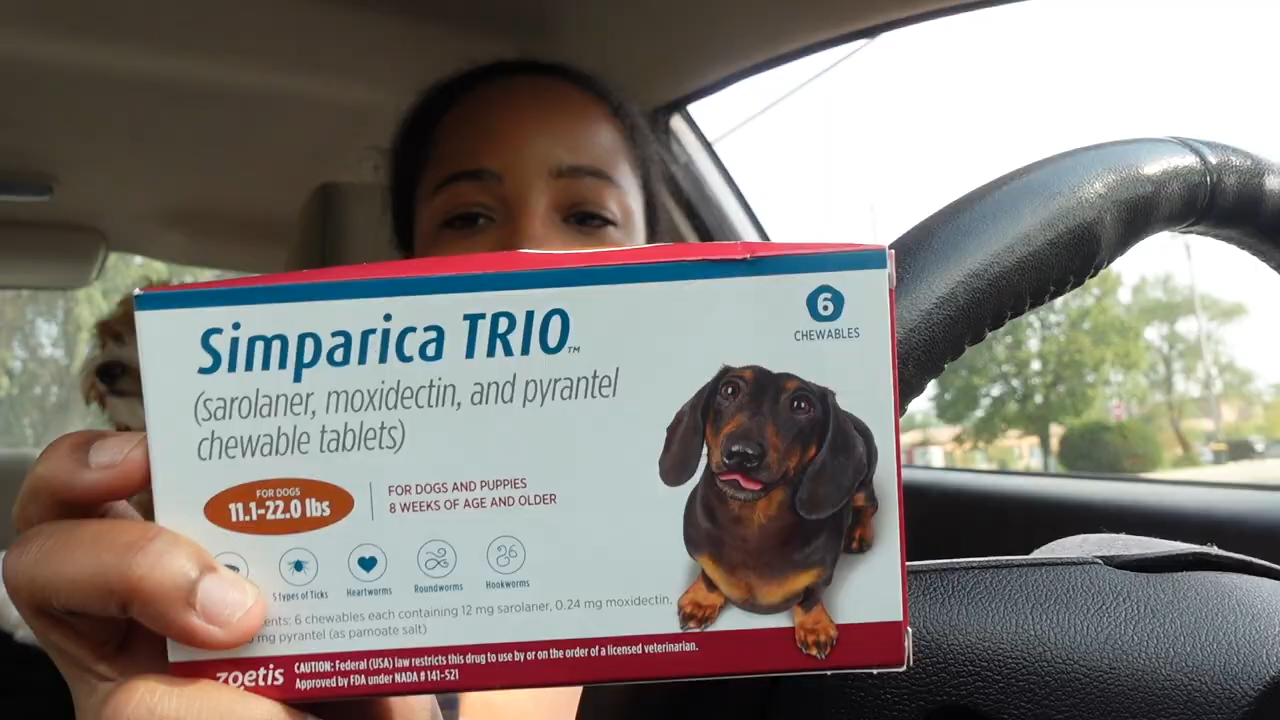 Simparica TRIO™
6
CHEWABLES
(sarolaner, moxidectin, and pyrantel
chewable tablets)
FOR DOGS
11.1-22.0 lbs
FOR DOGS AND PUPPIES
8 WEEKS OF AGE AND OLDER
5 types of Ticks
Heartworms
Roundworms
Hookworms
6 chewables each containing 12 mg sarolaner, 0.24 mg moxidectin,
mg pyrantel (as pamoate salt)
zoetis
CAUTION: Federal (USA) law restricts this drug to use by or on the order of a licensed veterinarian.
Approved by FDA under NADA # 141-521